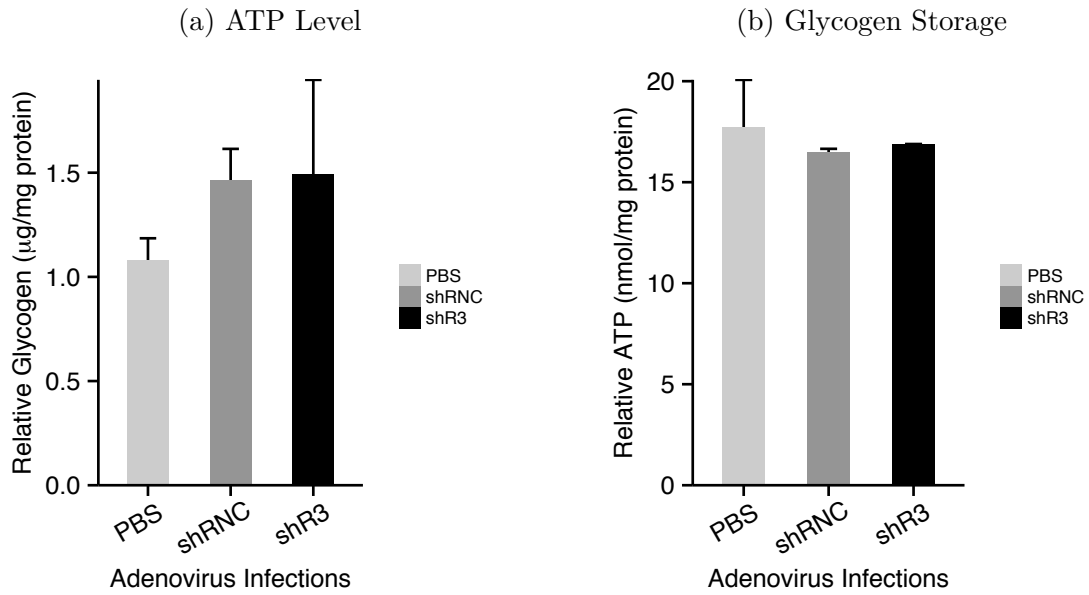 (a) ATP Level
Relative Glycogen (μg/mg protein)
1.5
1.0
0.5
0.0
PBS
shRNC
shR3
Adenovirus Infections
PBS
shRNC
shR3
(b) Glycogen Storage
Relative ATP (nmol/mg protein)
20
15
10
5
0
PBS
shRNC
shR3
Adenovirus Infections
PBS
shRNC
shR3